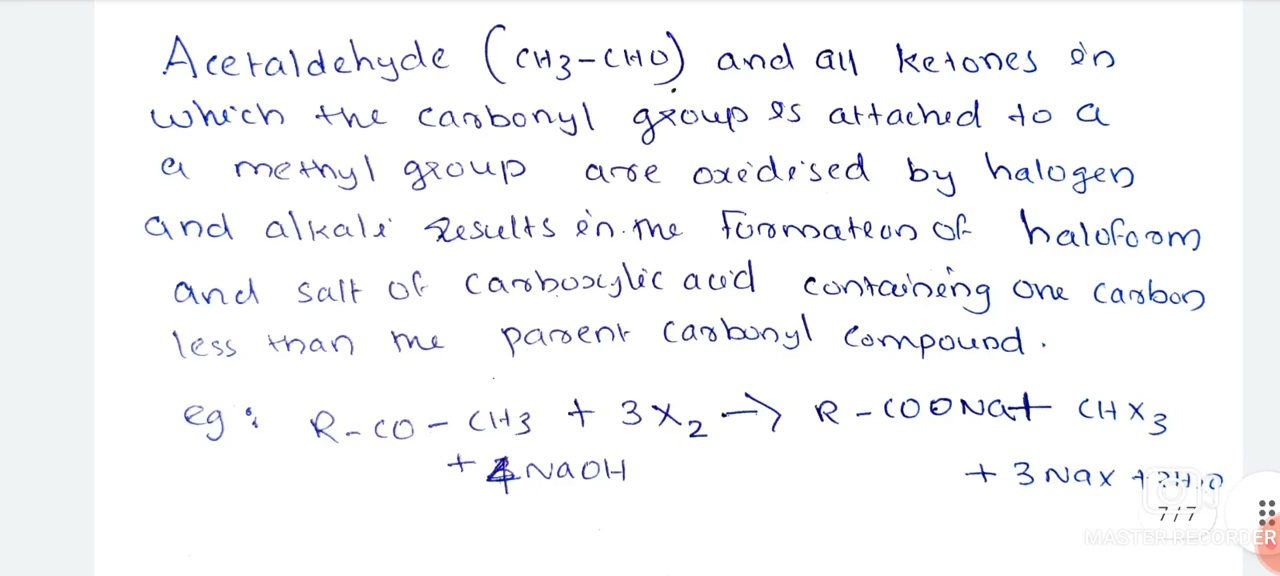 Acetaldehyde (CH3-CHO) and all ketones in
which the carbonyl group is attached to a
a methyl group are oxidised by halogen
and alkali results in the formation of haloform
and salt of carboxylic acid containing one carbon
less than the parent carbonyl compound.
eg: R-CO-CH3 + 3X2 → R-COONa + CHX3
+ 4NaOH + 3NaX +
7/7
MASTER RECORDER